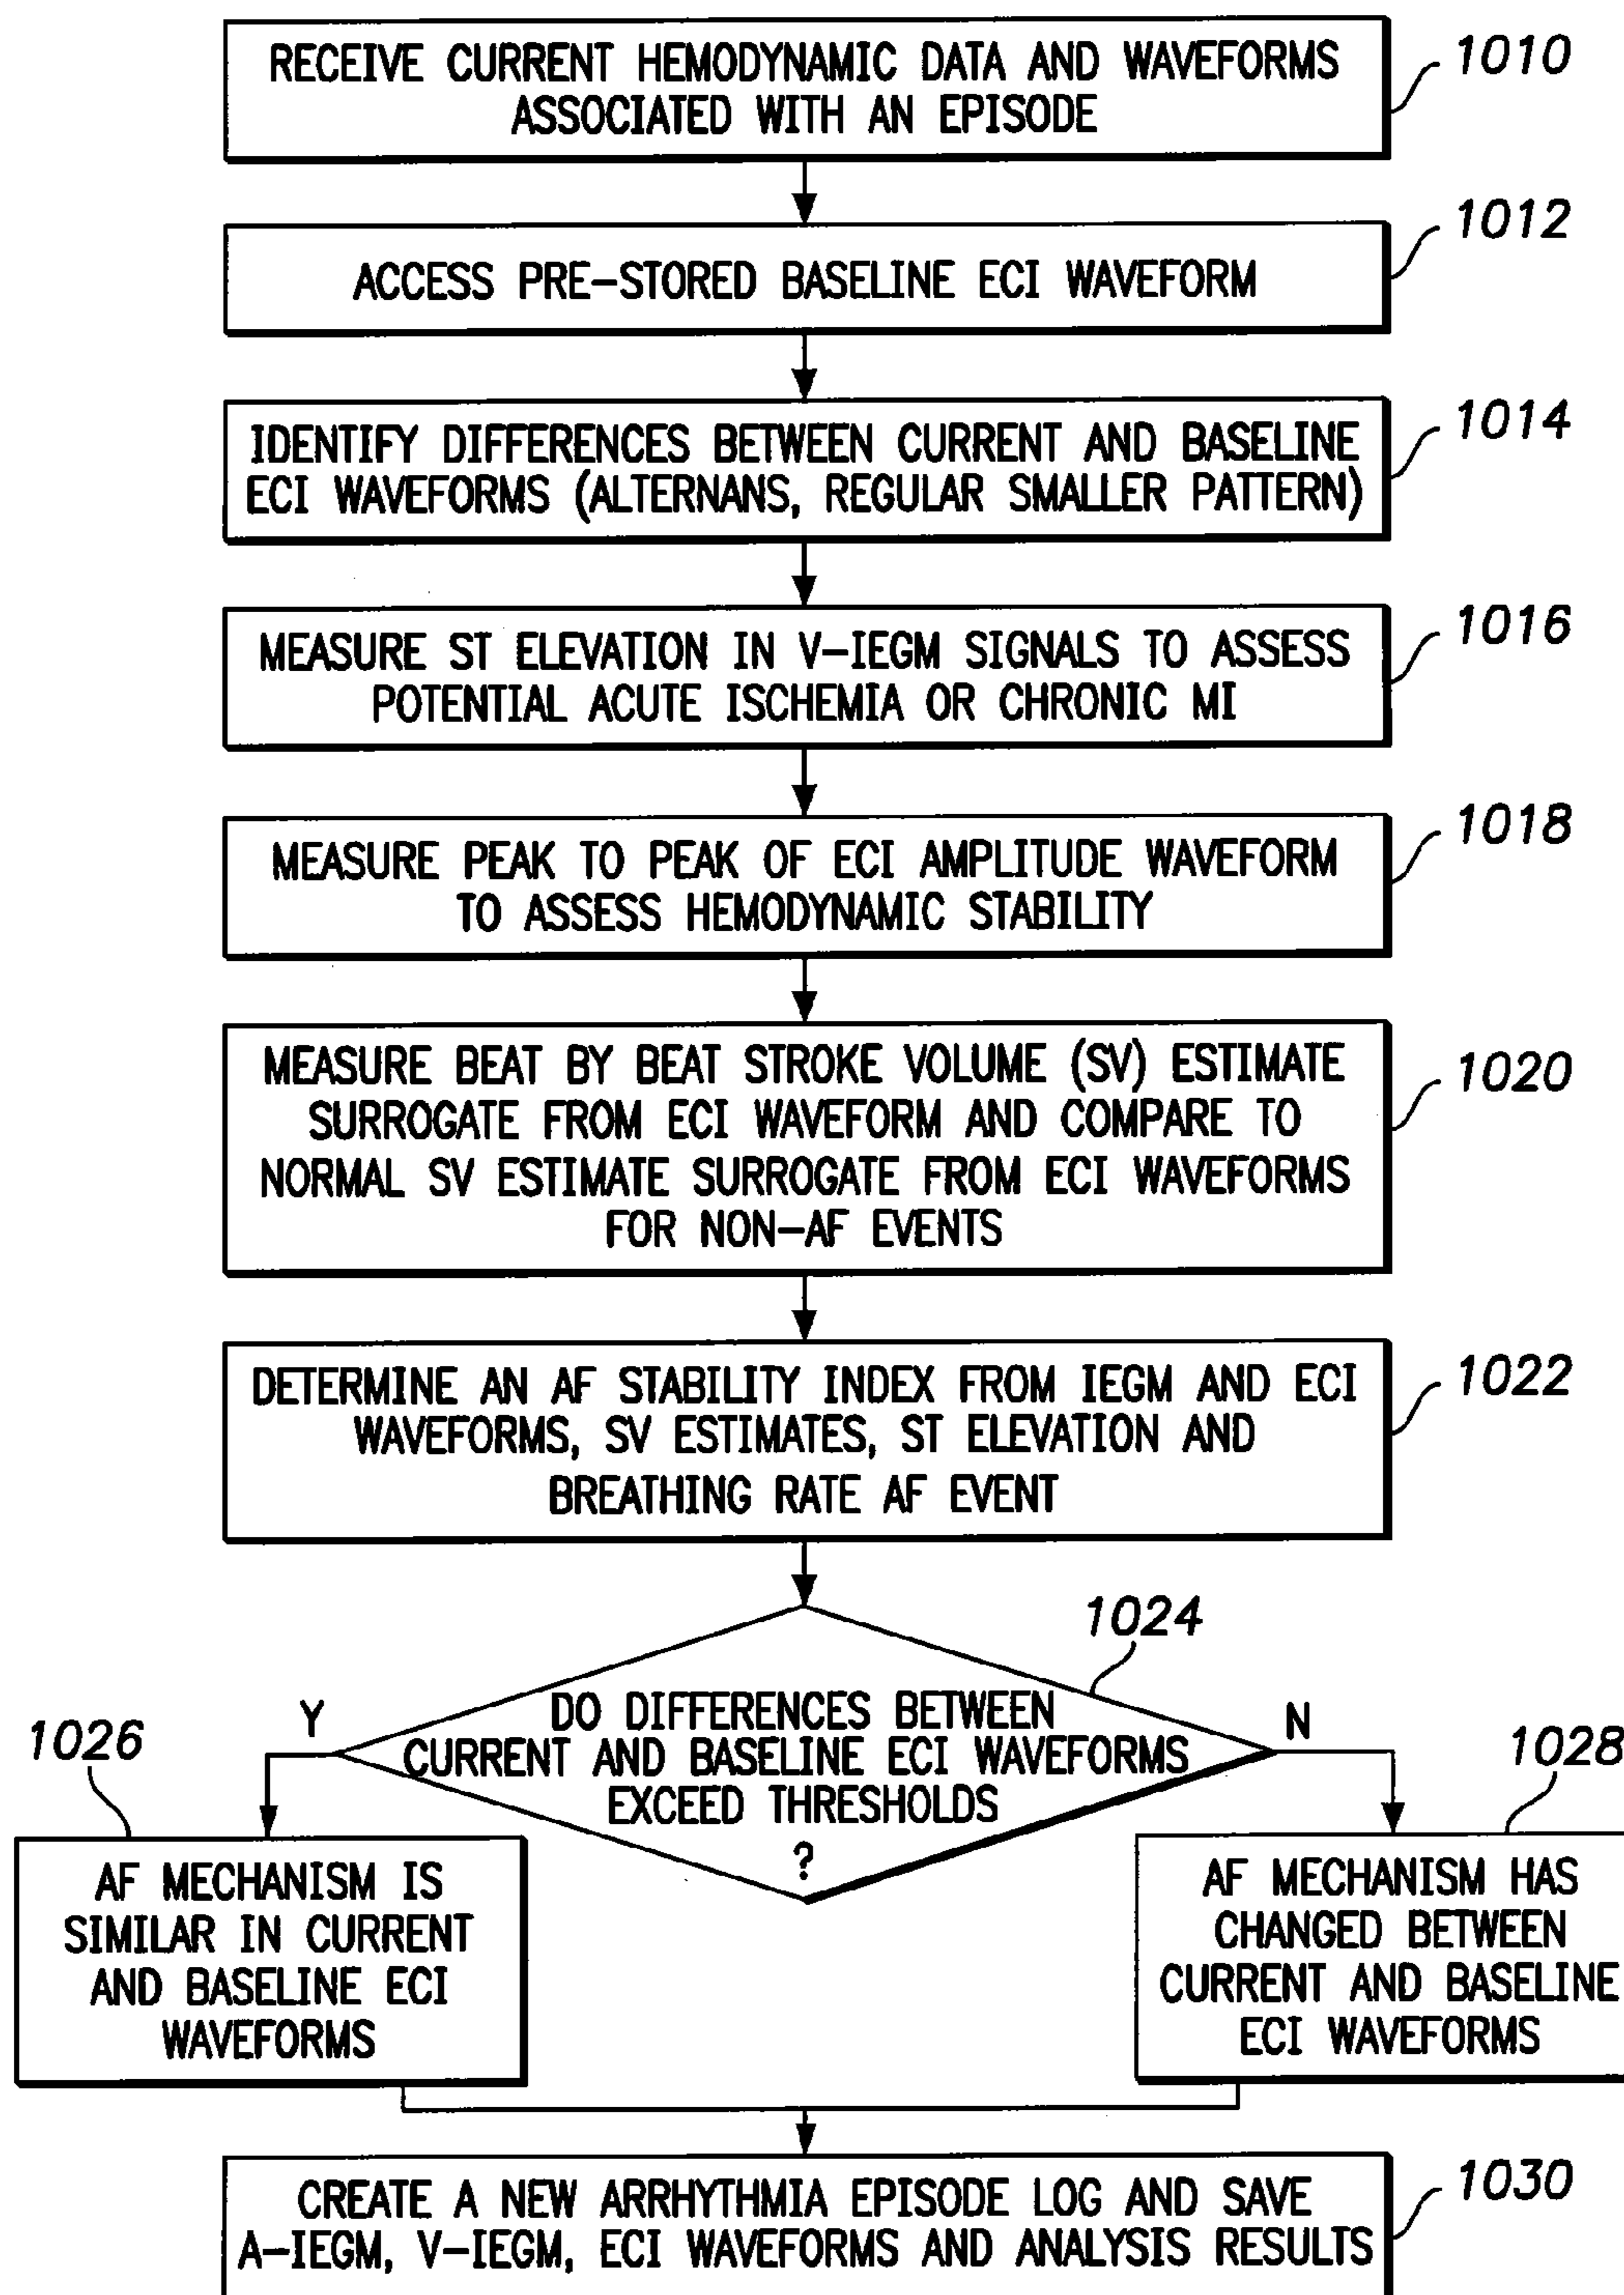 RECEIVE CURRENT HEMODYNAMIC DATA AND WAVEFORMS
ASSOCIATED WITH AN EPISODE
1010
ACCESS PRE-STORED BASELINE ECI WAVEFORM
1012
IDENTIFY DIFFERENCES BETWEEN CURRENT AND BASELINE
ECI WAVEFORMS (ALTERNANS, REGULAR SMALLER PATTERN)
1014
MEASURE ST ELEVATION IN V-IEGM SIGNALS TO ASSESS
POTENTIAL ACUTE ISCHEMIA OR CHRONIC MI
1016
MEASURE PEAK TO PEAK OF ECI AMPLITUDE WAVEFORM
TO ASSESS HEMODYNAMIC STABILITY
1018
MEASURE BEAT BY BEAT STROKE VOLUME (SV) ESTIMATE
SURROGATE FROM ECI WAVEFORM AND COMPARE TO
NORMAL SV ESTIMATE SURROGATE FROM ECI WAVEFORMS
FOR NON-AF EVENTS
1020
DETERMINE AN AF STABILITY INDEX FROM IEGM AND ECI
WAVEFORMS, SV ESTIMATES, ST ELEVATION AND
BREATHING RATE AF EVENT
1022
1024
DO DIFFERENCES BETWEEN
CURRENT AND BASELINE ECI WAVEFORMS
EXCEED THRESHOLDS
?
Y
N
1026
AF MECHANISM IS
SIMILAR IN CURRENT
AND BASELINE ECI
WAVEFORMS
1028
AF MECHANISM HAS
CHANGED BETWEEN
CURRENT AND BASELINE
ECI WAVEFORMS
CREATE A NEW ARRHYTHMIA EPISODE LOG AND SAVE
A-IEGM, V-IEGM, ECI WAVEFORMS AND ANALYSIS RESULTS
1030